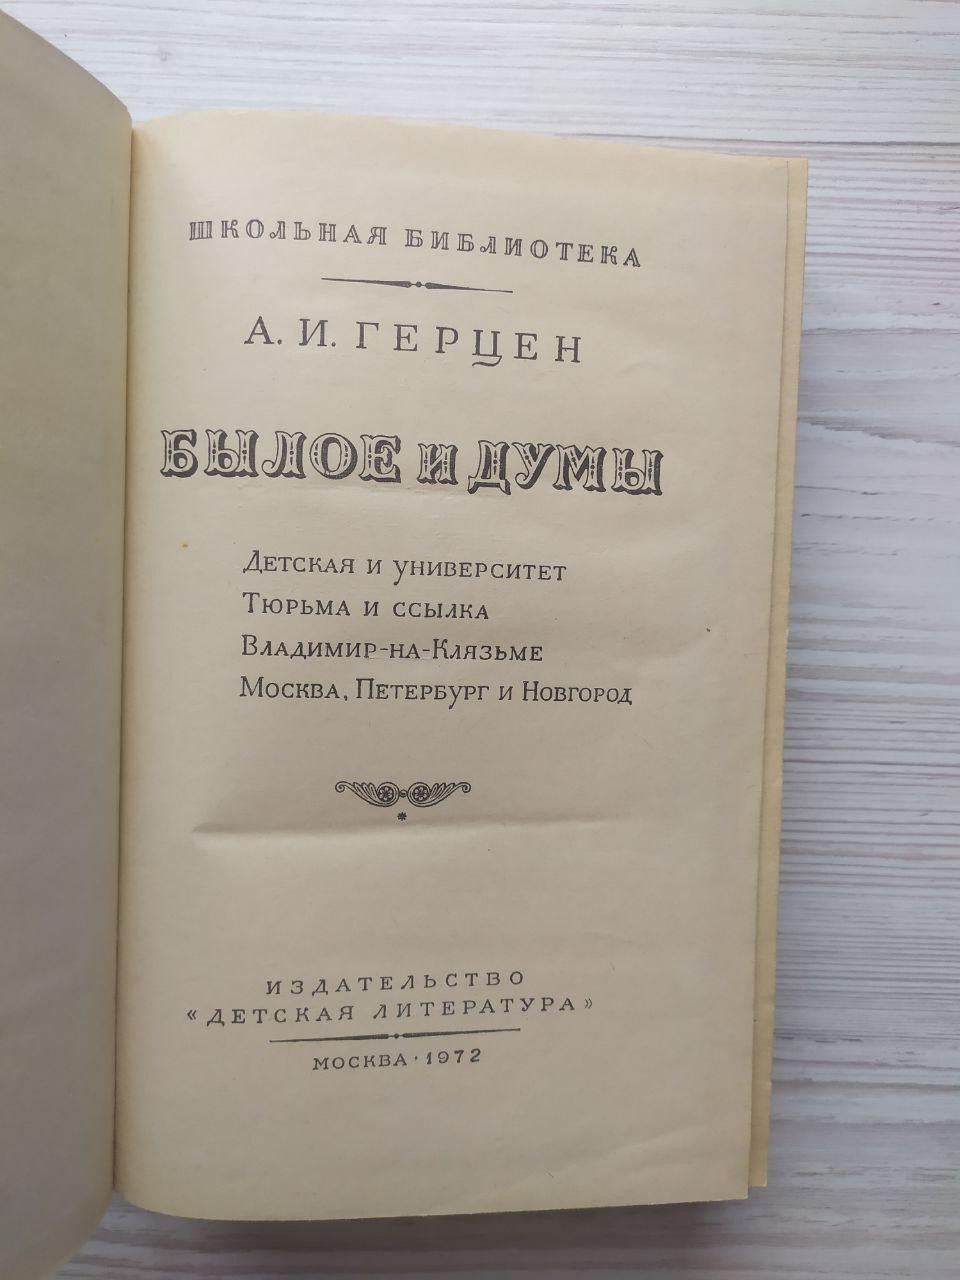 ШКОЛЬНАЯ БИБЛИОТЕКА
А. И. ГЕРЦЕН
БЫЛОЕ И ДУМЫ
ДЕТСКАЯ И УНИВЕРСИТЕТ
ТЮРЬМА И ССЫЛКА
ВЛАДИМИР-НА-КЛЯЗЬМЕ
МОСКВА, ПЕТЕРБУРГ И НОВГОРОД
ИЗДАТЕЛЬСТВО
«ДЕТСКАЯ ЛИТЕРАТУРА»
МОСКВА · 1972